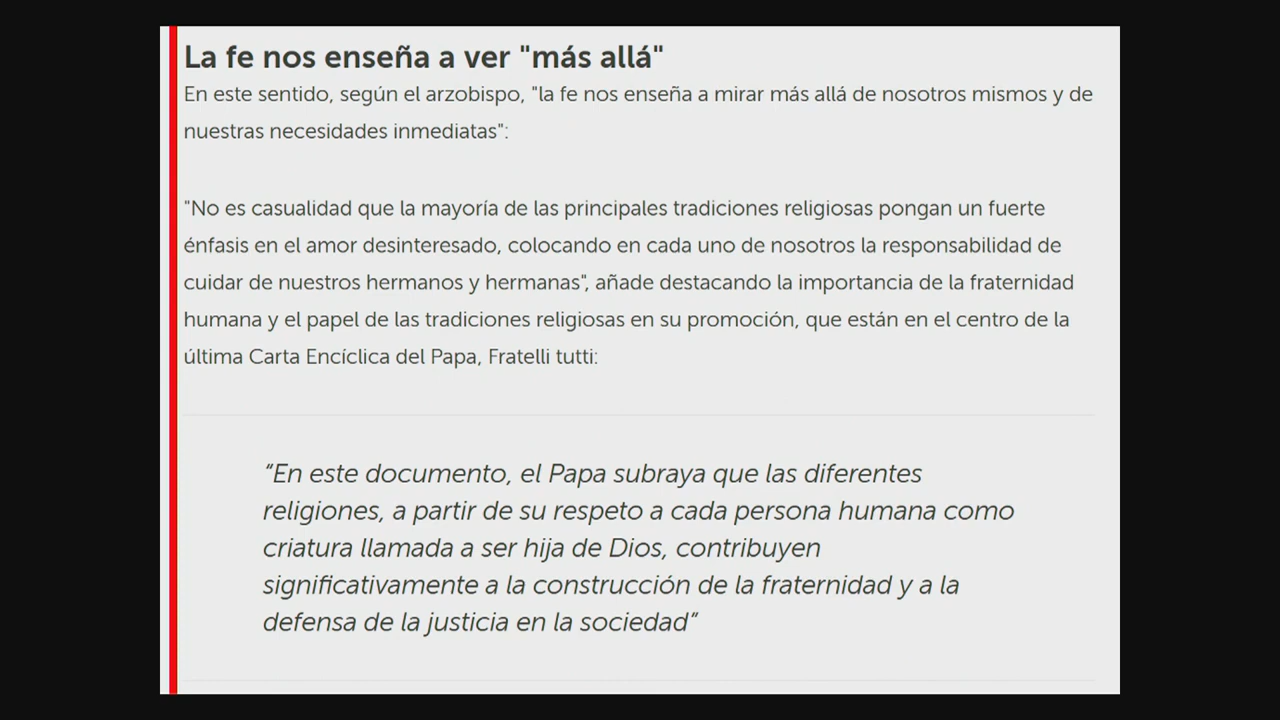 La fe nos enseña a ver "más allá"
En este sentido, según el arzobispo, "la fe nos enseña a mirar más allá de nosotros mismos y de
nuestras necesidades inmediatas":
"No es casualidad que la mayoría de las principales tradiciones religiosas pongan un fuerte
énfasis en el amor desinteresado, colocando en cada uno de nosotros la responsabilidad de
cuidar de nuestros hermanos y hermanas", añade destacando la importancia de la fraternidad
humana y el papel de las tradiciones religiosas en su promoción, que están en el centro de la
última Carta Encíclica del Papa, Fratelli tutti:
“En este documento, el Papa subraya que las diferentes
religiones, a partir de su respeto a cada persona humana como
criatura llamada a ser hija de Dios, contribuyen
significativamente a la construcción de la fraternidad y a la
defensa de la justicia en la sociedad”